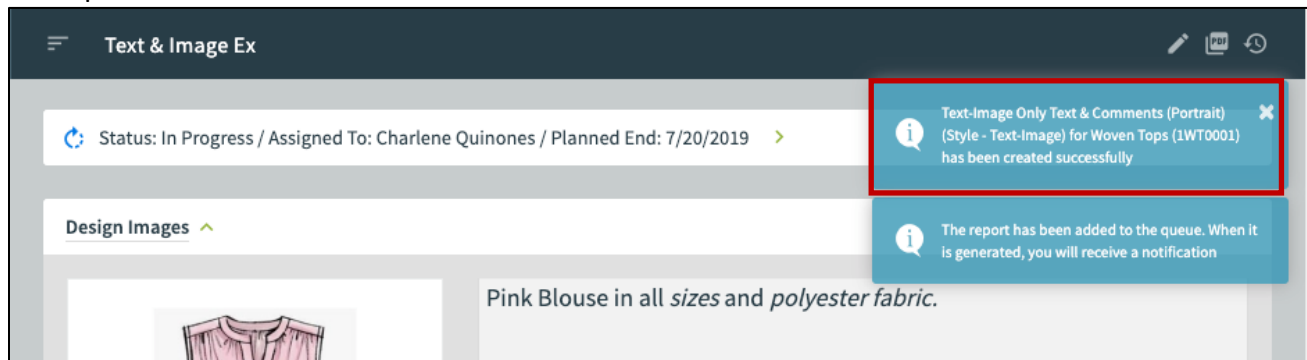 Text & Image Ex
PDF
Text-Image Only Text & Comments (Portrait)
(Style - Text-Image) for Woven Tops (1WT0001)
has been created successfully
Status: In Progress / Assigned To: Charlene Quinones / Planned End: 7/20/2019
The report has been added to the queue. When it
is generated, you will receive a notification
Design Images
Pink Blouse in all sizes and polyester fabric.